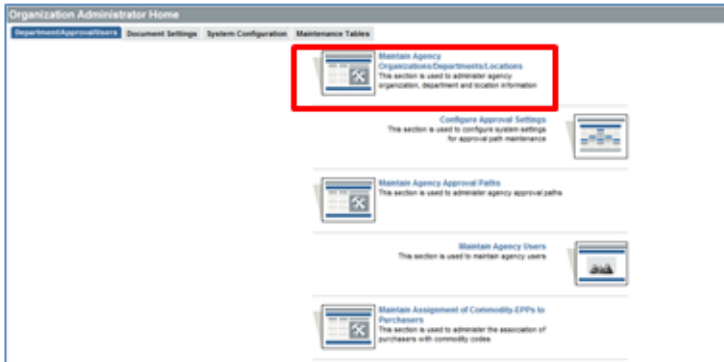 Organization Administrator Home
Department/Approval/Users Document Settings System Configuration Maintenance Tables
Maintain Agency
Organizations/Departments/Locations
This section is used to administer agency
organization, department and location information
Configure Approval Settings
This section is used to configure system settings
for approval path maintenance
Maintain Agency Approval Paths
This section is used to administer agency approval paths
Maintain Agency Users
This section is used to maintain agency users
Maintain Assignment of Commodity-EPPs to
Purchasers
This section is used to administer the association of
purchasers with commodity codes